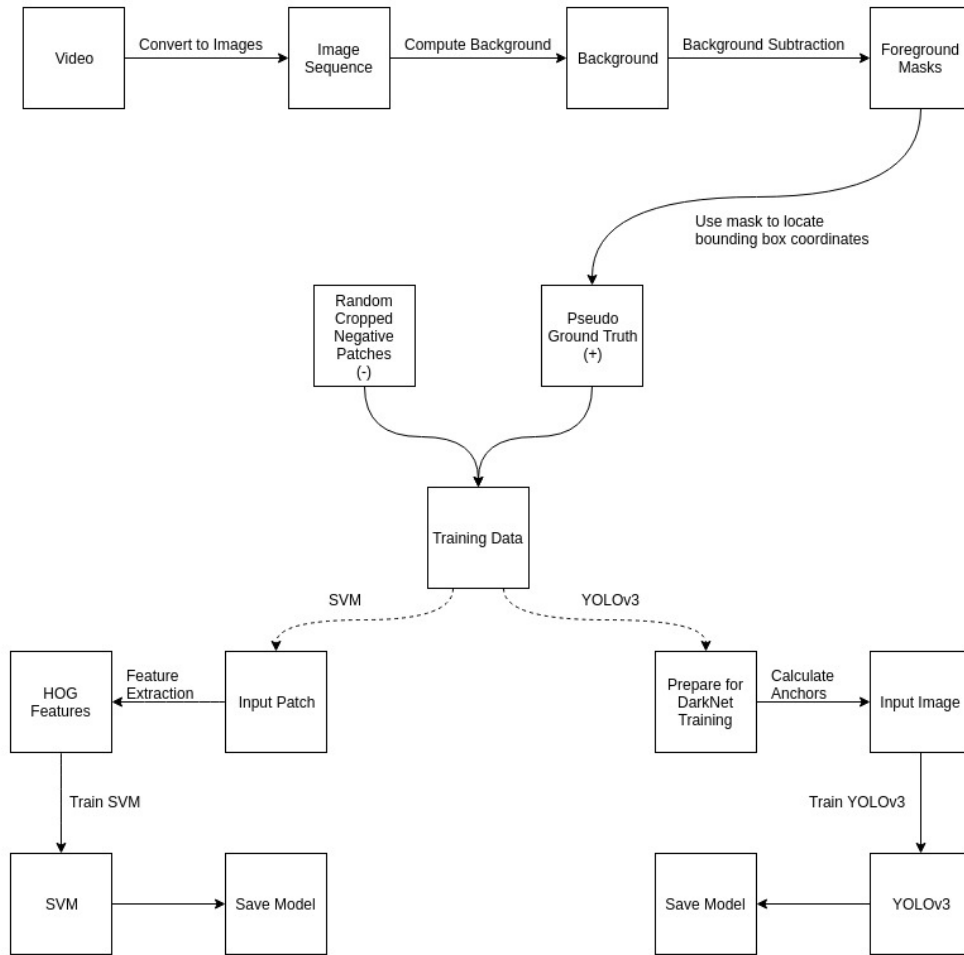 Video
Convert to Images
Image
Sequence
Compute Background
Background
Background Subtraction
Foreground
Masks
Use mask to locate
bounding box coordinates
Random
Cropped
Negative
Patches
(-)
Pseudo
Ground Truth
(+)
Training Data
SVM
YOLOv3
HOG
Features
Feature
Extraction
Input Patch
Prepare for
DarkNet
Training
Calculate
Anchors
Input Image
Train SVM
Train YOLOv3
SVM
Save Model
Save Model
YOLOv3